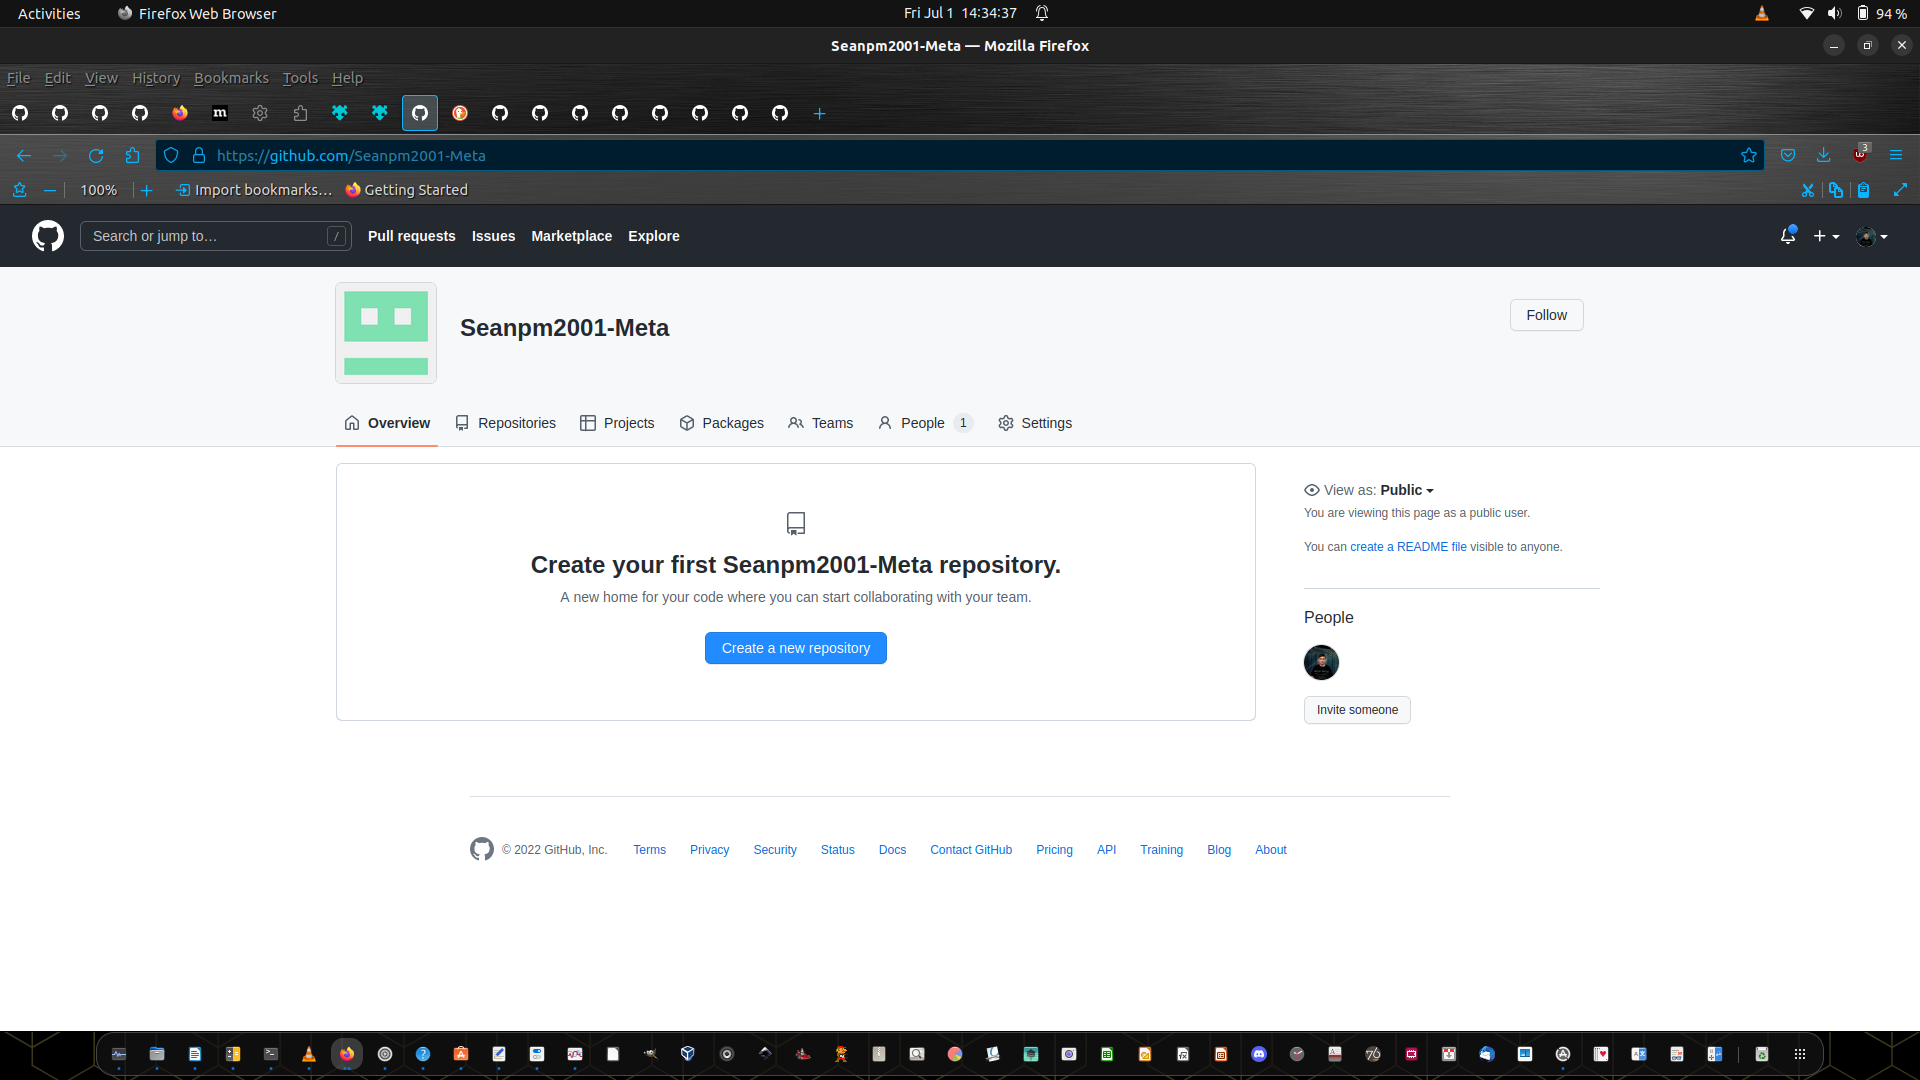 Activities Firefox Web Browser Fri Jul 1 14:34:37 94 %
Seanpm2001-Meta — Mozilla Firefox
File Edit View History Bookmarks Tools Help
m
https://github.com/Seanpm2001-Meta 3
100% Import bookmarks... Getting Started
Search or jump to... / Pull requests Issues Marketplace Explore
Seanpm2001-Meta
Follow
Overview Repositories Projects Packages Teams People 1 Settings
View as: Public
You are viewing this page as a public user.
You can create a README file visible to anyone.
Create your first Seanpm2001-Meta repository.
A new home for your code where you can start collaborating with your team.
Create a new repository
People
Invite someone
© 2022 GitHub, Inc. Terms Privacy Security Status Docs Contact GitHub Pricing API Training Blog About